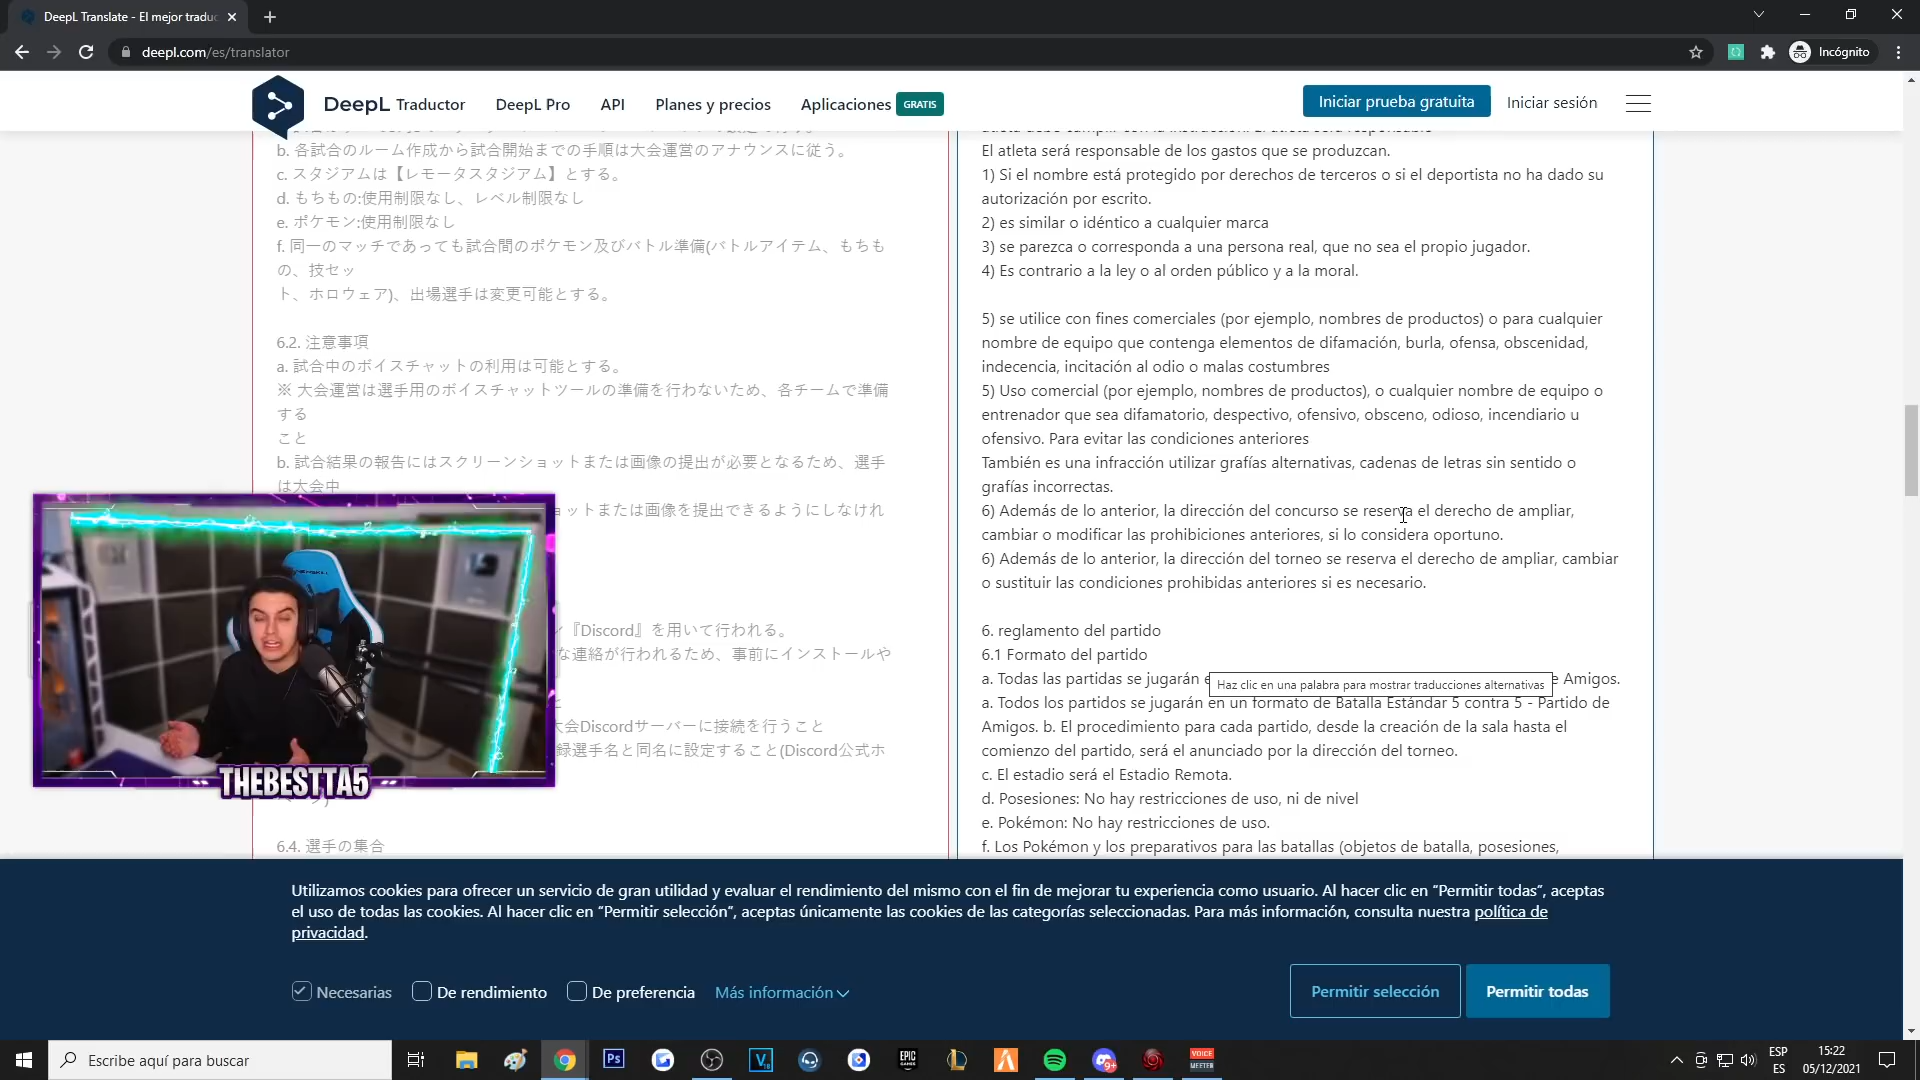 DeepL Translate - El mejor traduc
deepl.com/es/translator
Incógnito
DeepL Traductor
DeepL Pro
API
Planes y precios
Aplicaciones GRATIS
Iniciar prueba gratuita
Iniciar sesión
b. 各試合のルーム作成から試合開始までの手順は大会運営のアナウンスに従う。
c. スタジアムは【レモータスタジアム】とする。
d. もちもの:使用制限なし、レベル制限なし
e. ポケモン:使用制限なし
f. 同一のマッチであっても試合間のポケモン及びバトル準備(バトルアイテム、もちも
の、技セッ
ト、ホロウェア)、出場選手は変更可能とする。
6.2. 注意事項
a. 試合中のボイスチャットの利用は可能とする。
※ 大会運営は選手用のボイスチャットツールの準備を行わないため、各チームで準備
する
こと
b. 試合結果の報告にはスクリーンショットまたは画像の提出が必要となるため、選手
は大会中
ョットまたは画像を提出できるようにしなけれ
ン『Discord』を用いて行われる。
な連絡が行われるため、事前にインストールや
と
大会Discordサーバーに接続を行うこと
録選手名と同名に設定すること(Discord公式ホ
6.4. 選手の集合
El atleta será responsable de los gastos que se produzcan.
1) Si el nombre está protegido por derechos de terceros o si el deportista no ha dado su
autorización por escrito.
2) es similar o idéntico a cualquier marca
3) se parezca o corresponda a una persona real, que no sea el propio jugador.
4) Es contrario a la ley o al orden público y a la moral.
5) se utilice con fines comerciales (por ejemplo, nombres de productos) o para cualquier
nombre de equipo que contenga elementos de difamación, burla, ofensa, obscenidad,
indecencia, incitación al odio o malas costumbres
5) Uso comercial (por ejemplo, nombres de productos), o cualquier nombre de equipo o
entrenador que sea difamatorio, despectivo, ofensivo, obsceno, odioso, incendiario u
ofensivo. Para evitar las condiciones anteriores
También es una infracción utilizar grafías alternativas, cadenas de letras sin sentido o
grafías incorrectas.
6) Además de lo anterior, la dirección del concurso se reserva el derecho de ampliar,
cambiar o modificar las prohibiciones anteriores, si lo considera oportuno.
6) Además de lo anterior, la dirección del torneo se reserva el derecho de ampliar, cambiar
o sustituir las condiciones prohibidas anteriores si es necesario.
6. reglamento del partido
6.1 Formato del partido
a. Todas las partidas se jugarán e Amigos.
Haz clic en una palabra para mostrar traducciones alternativas
a. Todos los partidos se jugarán en un formato de Batalla Estándar 5 contra 5 - Partido de
Amigos. b. El procedimiento para cada partido, desde la creación de la sala hasta el
comienzo del partido, será el anunciado por la dirección del torneo.
c. El estadio será el Estadio Remota.
d. Posesiones: No hay restricciones de uso, ni de nivel
e. Pokémon: No hay restricciones de uso.
f. Los Pokémon y los preparativos para las batallas (objetos de batalla, posesiones,
THEBESTTA5
Utilizamos cookies para ofrecer un servicio de gran utilidad y evaluar el rendimiento del mismo con el fin de mejorar tu experiencia como usuario. Al hacer clic en “Permitir todas”, aceptas
el uso de todas las cookies. Al hacer clic en “Permitir selección”, aceptas únicamente las cookies de las categorías seleccionadas. Para más información, consulta nuestra política de
privacidad.
Necesarias
De rendimiento
De preferencia
Más información
Permitir selección
Permitir todas
Escribe aquí para buscar
Ps
EPIC GAMES
9+
VOICE
MEETER
ESP
ES
15:22
05/12/2021